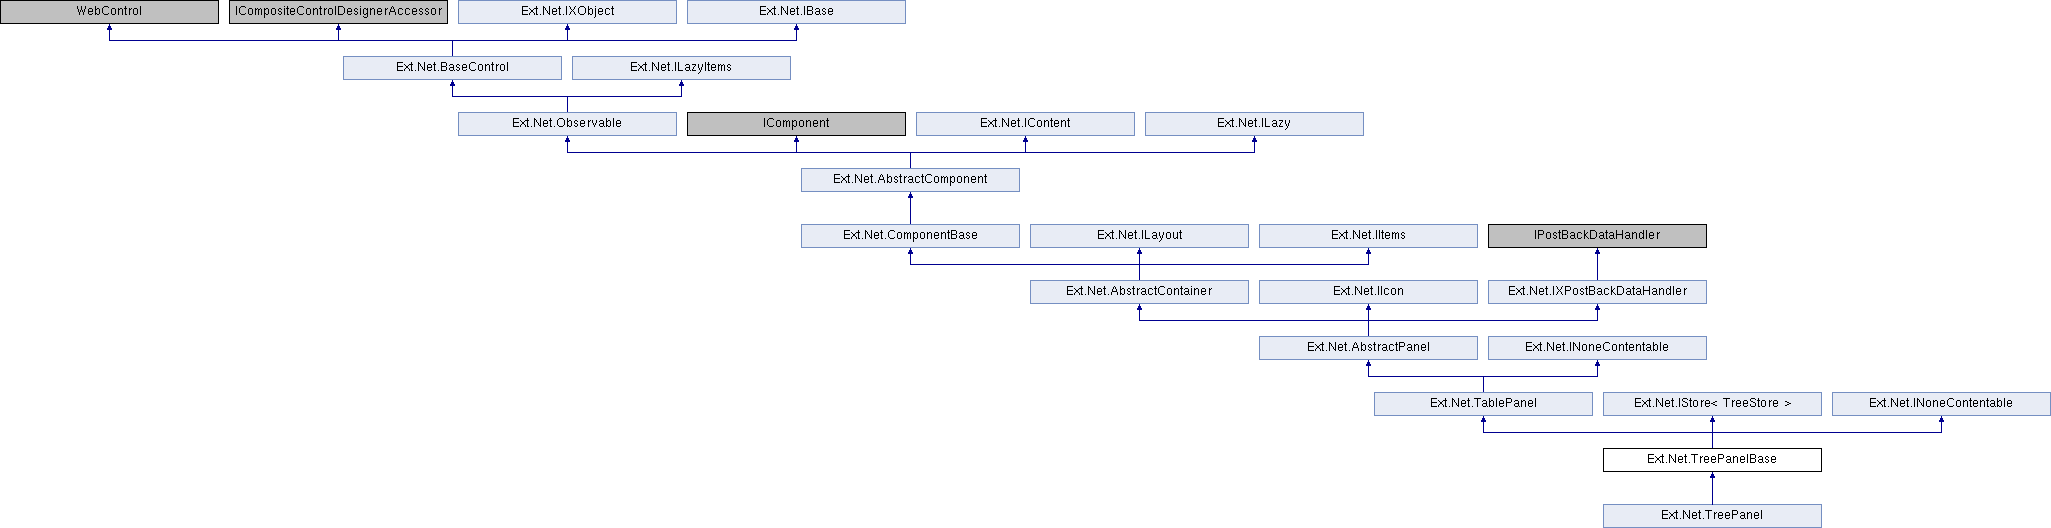 WebControl
ICompositeControlDesignerAccessor
Ext.Net.IXObject
Ext.Net.IBase
Ext.Net.BaseControl
Ext.Net.ILazyItems
Ext.Net.Observable
IComponent
Ext.Net.IContent
Ext.Net.ILazy
Ext.Net.AbstractComponent
Ext.Net.ComponentBase
Ext.Net.ILayout
Ext.Net.IItems
IPostBackDataHandler
Ext.Net.AbstractContainer
Ext.Net.IIcon
Ext.Net.IXPostBackDataHandler
Ext.Net.AbstractPanel
Ext.Net.INoneContentable
Ext.Net.TablePanel
Ext.Net.IStore< TreeStore >
Ext.Net.INoneContentable
Ext.Net.TreePanelBase
Ext.Net.TreePanel